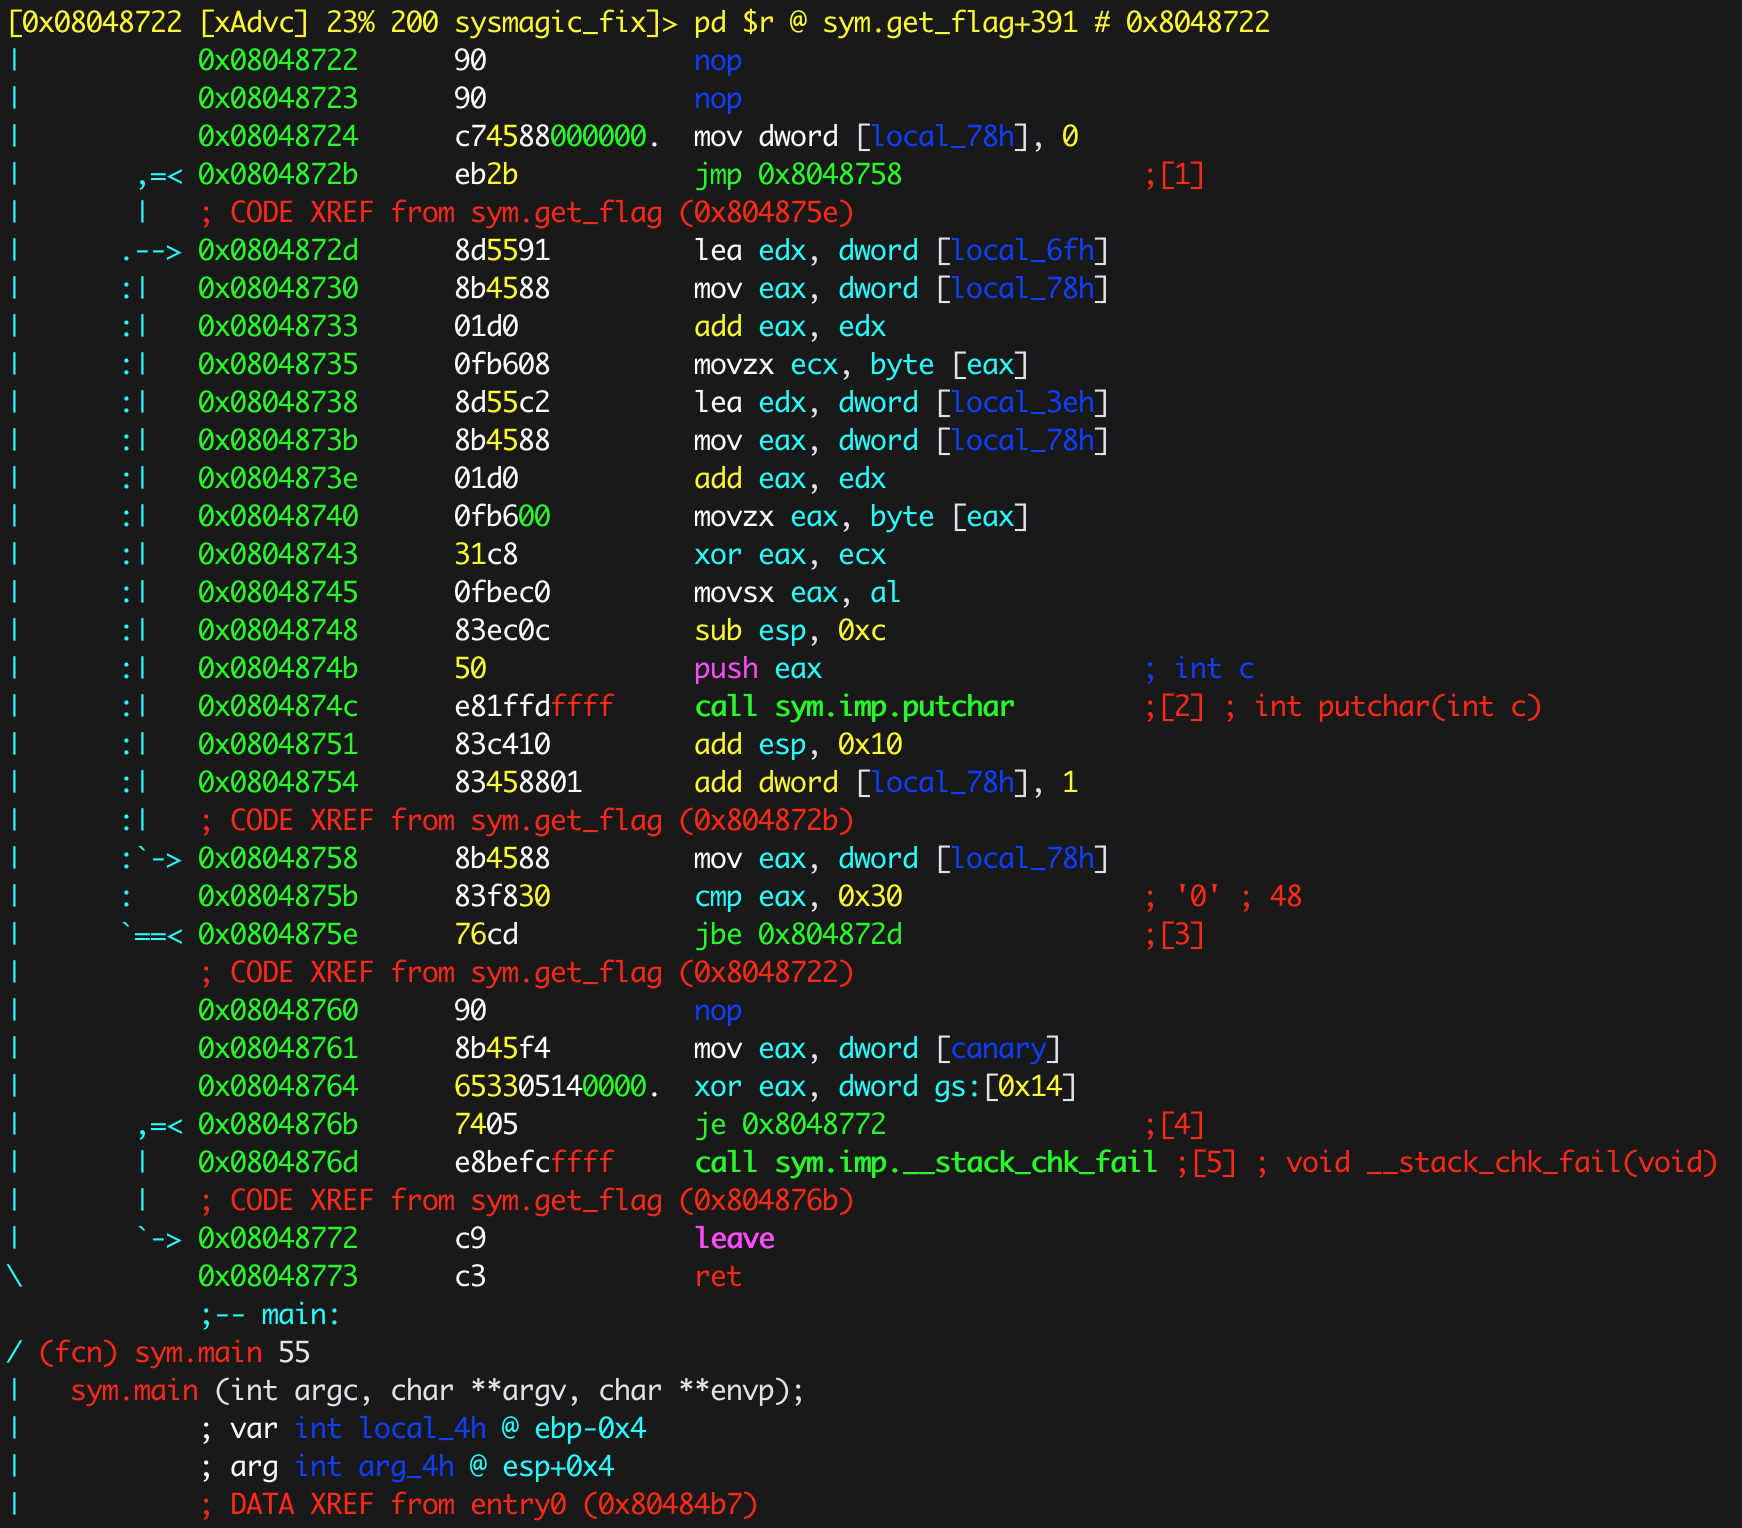 [0x08048722 [xAdvc] 23% 200 sysmagic_fix]> pd $r @ sym.get_flag+391 # 0x8048722
|           0x08048722      90             nop
|           0x08048723      90             nop
|           0x08048724      c74588000000.  mov dword [local_78h], 0
|       ,=< 0x0804872b      eb2b           jmp 0x8048758               ;[1]
|       |   ; CODE XREF from sym.get_flag (0x804875e)
|      .--> 0x0804872d      8d5591         lea edx, dword [local_6fh]
|      :|   0x08048730      8b4588         mov eax, dword [local_78h]
|      :|   0x08048733      01d0           add eax, edx
|      :|   0x08048735      0fb608         movzx ecx, byte [eax]
|      :|   0x08048738      8d55c2         lea edx, dword [local_3eh]
|      :|   0x0804873b      8b4588         mov eax, dword [local_78h]
|      :|   0x0804873e      01d0           add eax, edx
|      :|   0x08048740      0fb600         movzx eax, byte [eax]
|      :|   0x08048743      31c8           xor eax, ecx
|      :|   0x08048745      0fbec0         movsx eax, al
|      :|   0x08048748      83ec0c         sub esp, 0xc
|      :|   0x0804874b      50             push eax                    ; int c
|      :|   0x0804874c      e81ffdffff     call sym.imp.putchar        ;[2] ; int putchar(int c)
|      :|   0x08048751      83c410         add esp, 0x10
|      :|   0x08048754      83458801       add dword [local_78h], 1
|      :|   ; CODE XREF from sym.get_flag (0x804872b)
|      :`-> 0x08048758      8b4588         mov eax, dword [local_78h]
|      :    0x0804875b      83f830         cmp eax, 0x30               ; '0' ; 48
|      `==< 0x0804875e      76cd           jbe 0x804872d               ;[3]
|           ; CODE XREF from sym.get_flag (0x8048722)
|           0x08048760      90             nop
|           0x08048761      8b45f4         mov eax, dword [canary]
|           0x08048764      653305140000.  xor eax, dword gs:[0x14]
|       ,=< 0x0804876b      7405           je 0x8048772                ;[4]
|       |   0x0804876d      e8befcffff     call sym.imp.__stack_chk_fail ;[5] ; void __stack_chk_fail(void)
|       |   ; CODE XREF from sym.get_flag (0x804876b)
|       `-> 0x08048772      c9             leave
\           0x08048773      c3             ret
            ;-- main:
/ (fcn) sym.main 55
|   sym.main (int argc, char **argv, char **envp);
|           ; var int local_4h @ ebp-0x4
|           ; arg int arg_4h @ esp+0x4
|           ; DATA XREF from entry0 (0x80484b7)